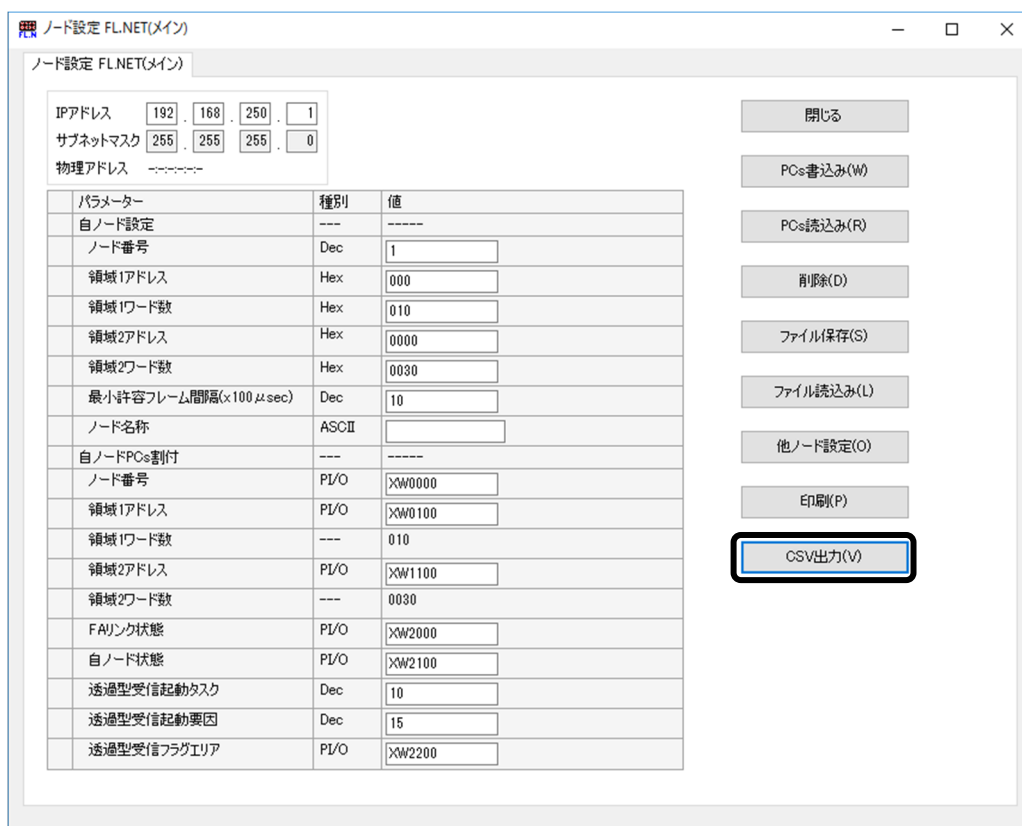 FL.N ノード設定 FL.NET(メイン)
ノード設定 FL.NET(メイン)
IPアドレス 192 . 168 . 250 . 1
サブネットマスク 255 . 255 255 . 0
物理アドレス -:-:-:-:-:-
パラメーター 種別 値
自ノード設定 --- -----
ノード番号 Dec 1
領域1アドレス Hex 000
領域1ワード数 Hex 010
領域2アドレス Hex 0000
領域2ワード数 Hex 0030
最小許容フレーム間隔(x100μsec) Dec 10
ノード名称 ASCII
自ノードPCs割付 --- -----
ノード番号 PI/O XW0000
領域1アドレス PI/O XW0100
領域1ワード数 --- 010
領域2アドレス PI/O XW1100
領域2ワード数 --- 0030
FAリンク状態 PI/O XW2000
自ノード状態 PI/O XW2100
透過型受信起動タスク Dec 10
透過型受信起動要因 Dec 15
透過型受信フラグエリア PI/O XW2200
閉じる
PCs書込み(W)
PCs読込み(R)
削除(D)
ファイル保存(S)
ファイル読込み(L)
他ノード設定(O)
印刷(P)
CSV出力(V)